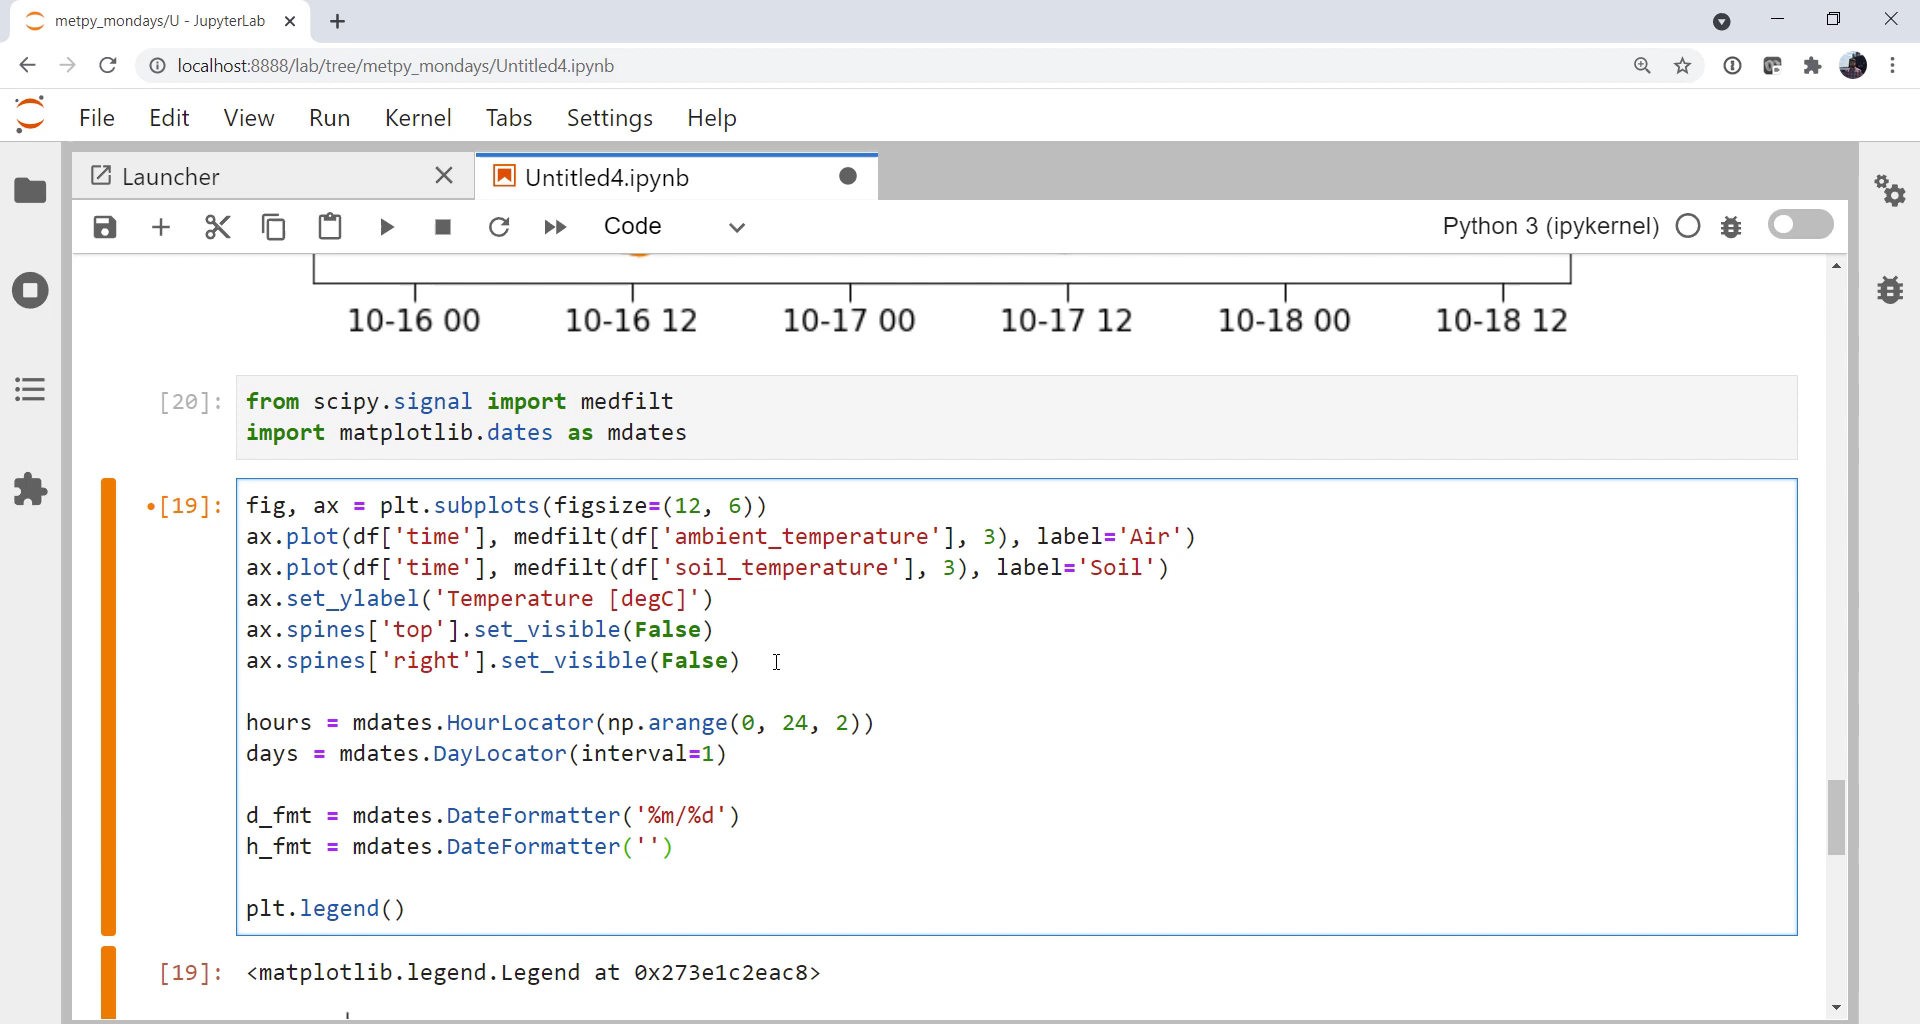 metpy_mondays/U - JupyterLab
localhost:8888/lab/tree/metpy_mondays/Untitled4.ipynb
File Edit View Run Kernel Tabs Settings Help
Launcher Untitled4.ipynb
Code Python 3 (ipykernel)
10-16 00 10-16 12 10-17 00 10-17 12 10-18 00 10-18 12
[20]: from scipy.signal import medfilt
import matplotlib.dates as mdates
•[19]: fig, ax = plt.subplots(figsize=(12, 6))
ax.plot(df['time'], medfilt(df['ambient_temperature'], 3), label='Air')
ax.plot(df['time'], medfilt(df['soil_temperature'], 3), label='Soil')
ax.set_ylabel('Temperature [degC]')
ax.spines['top'].set_visible(False)
ax.spines['right'].set_visible(False)
hours = mdates.HourLocator(np.arange(0, 24, 2))
days = mdates.DayLocator(interval=1)
d_fmt = mdates.DateFormatter('%m/%d')
h_fmt = mdates.DateFormatter('')
plt.legend()
[19]: <matplotlib.legend.Legend at 0x273e1c2eac8>